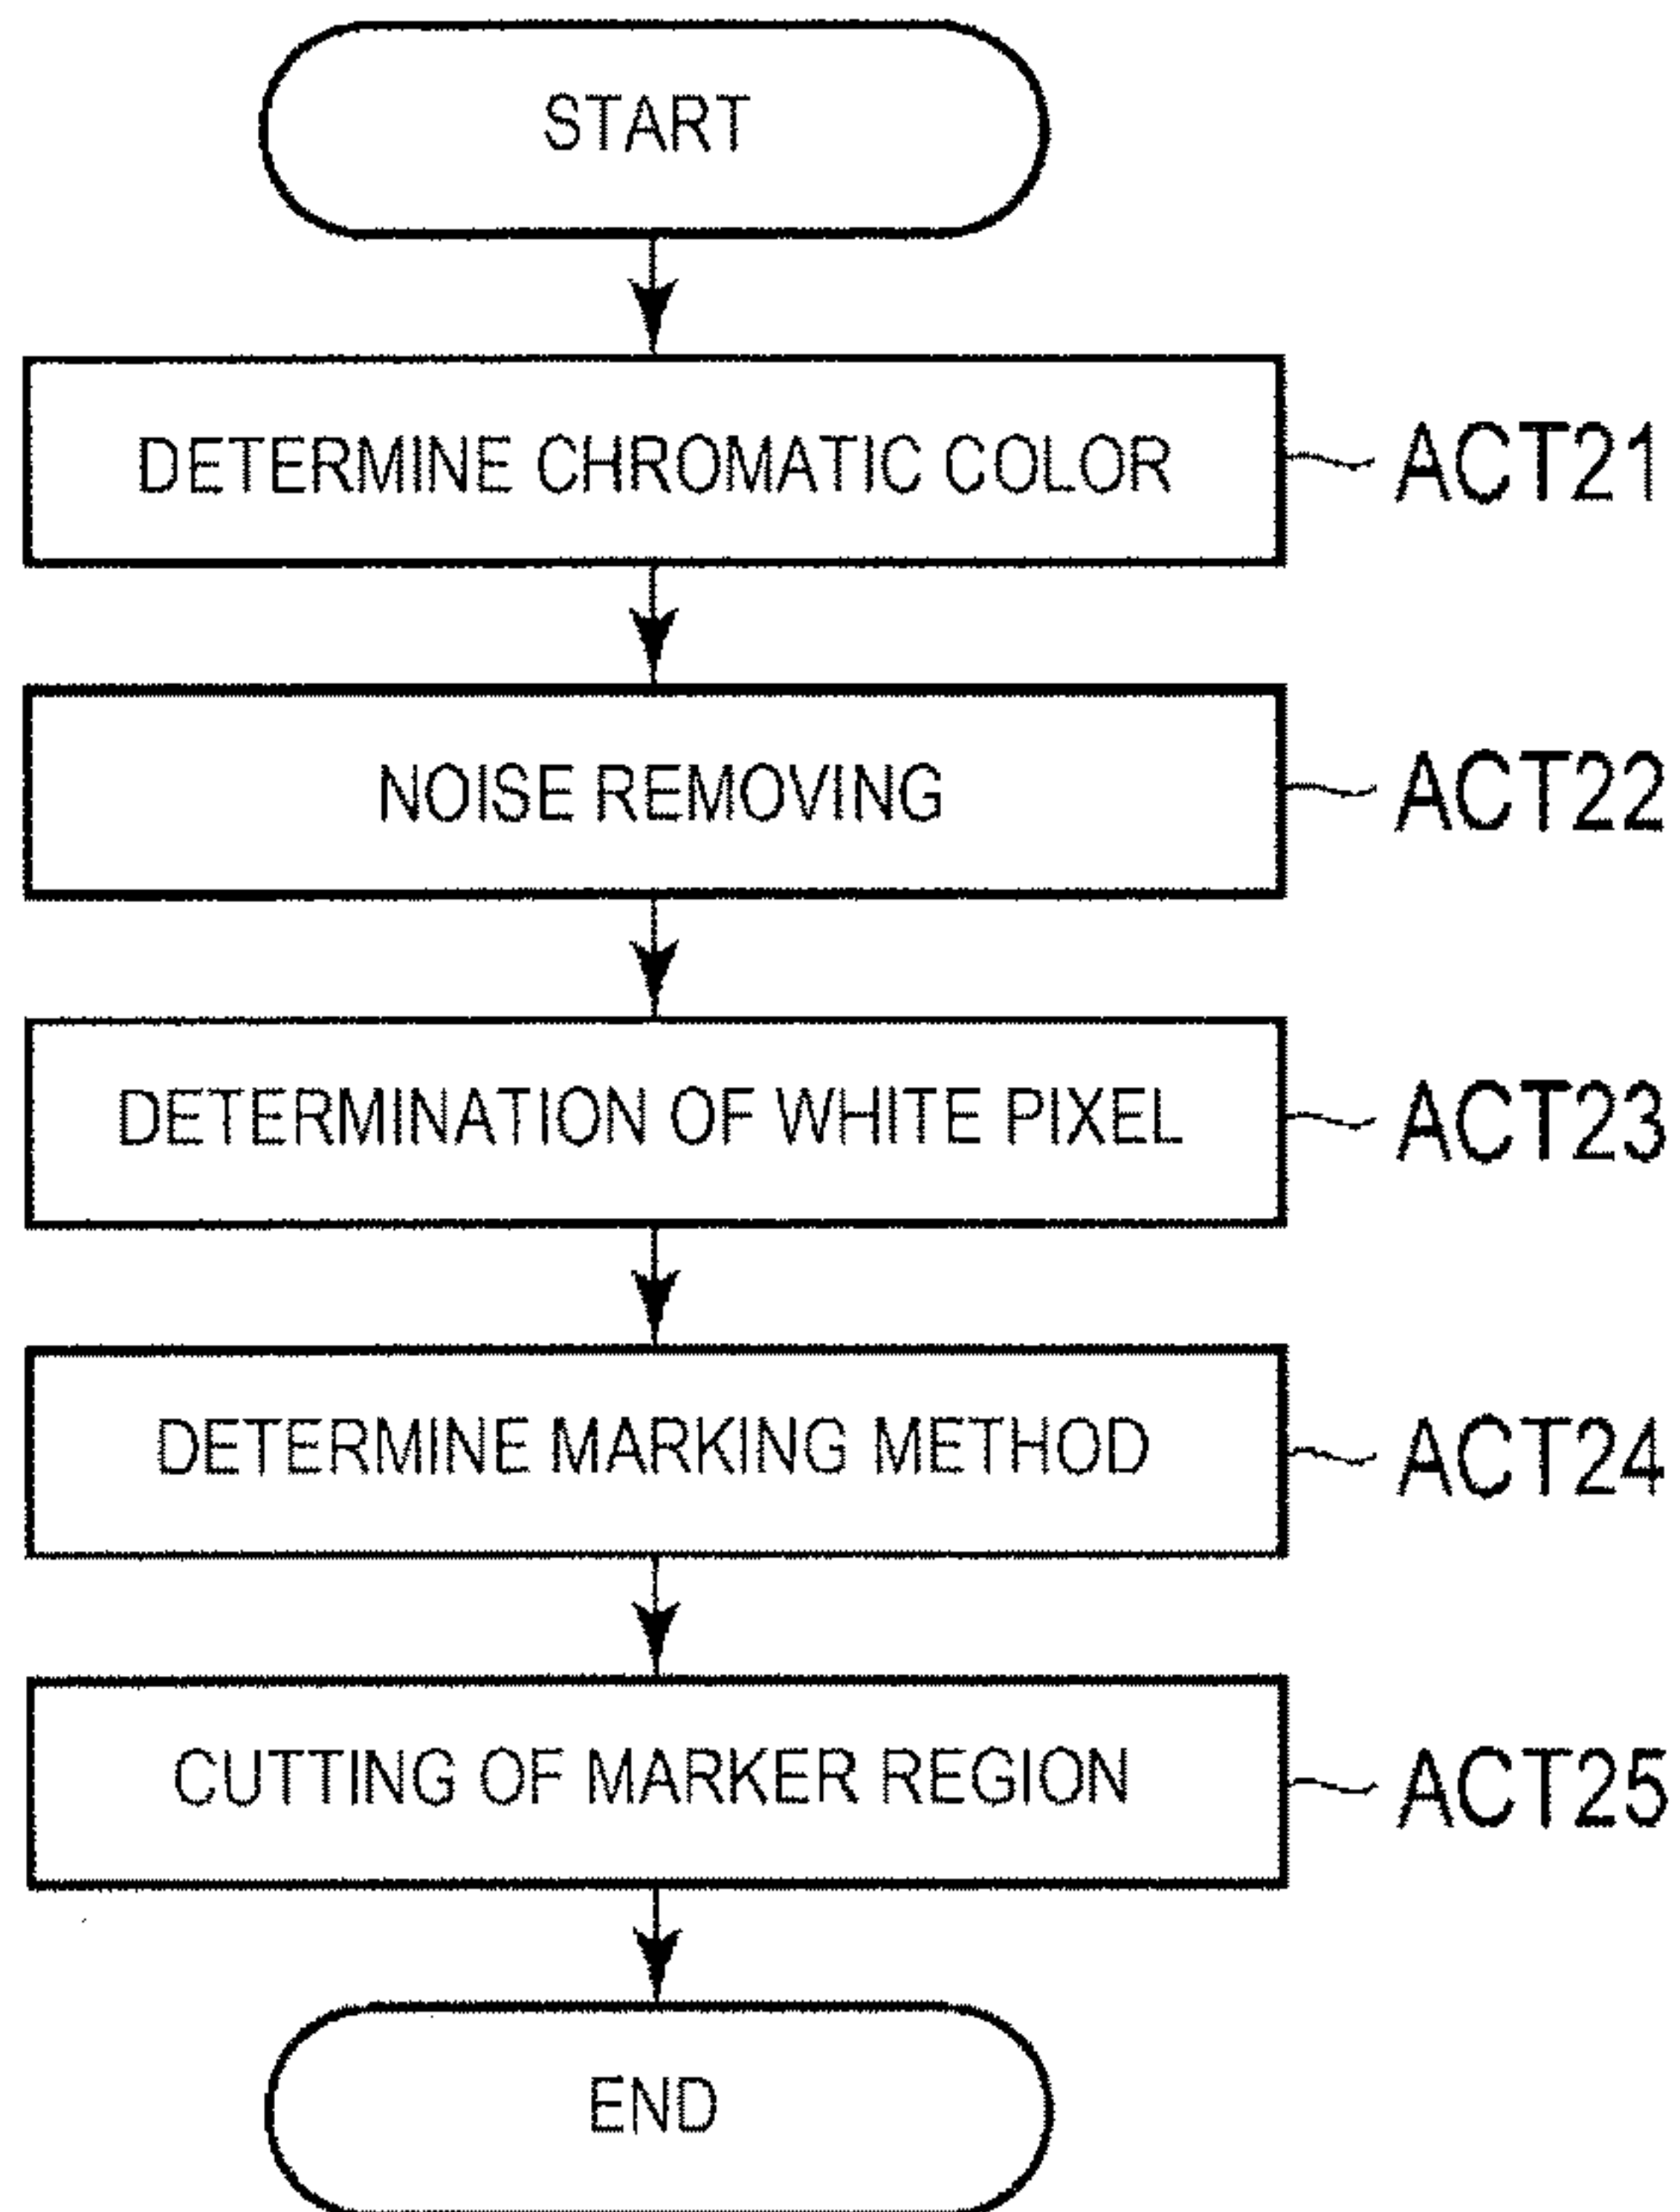 START
DETERMINE CHROMATIC COLOR ACT21
NOISE REMOVING ACT22
DETERMINATION OF WHITE PIXEL ACT23
DETERMINE MARKING METHOD ACT24
CUTTING OF MARKER REGION ACT25
END